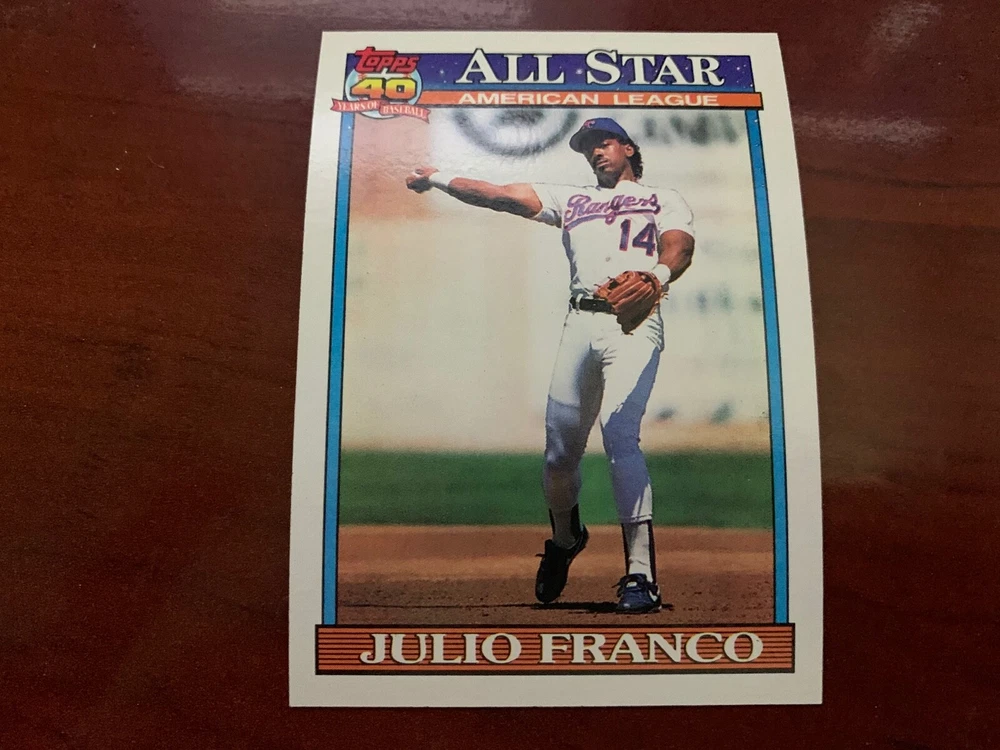 Topps
40
YEARS OF BASEBALL
ALL STAR
AMERICAN LEAGUE
Rangers
14
JULIO FRANCO